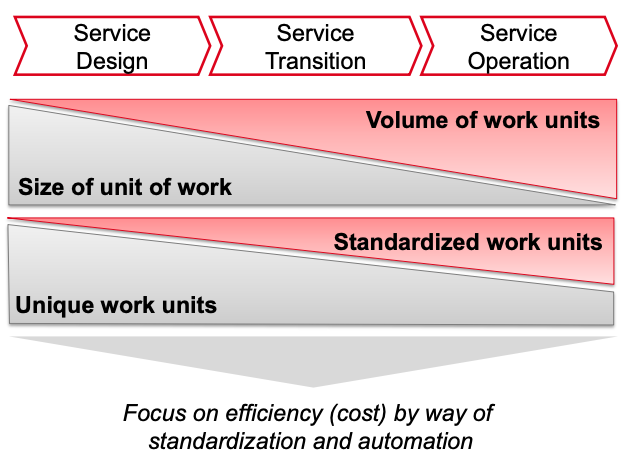 Service
Design
Service
Transition
Service
Operation
Volume of work units
Size of unit of work
Standardized work units
Unique work units
Focus on efficiency (cost) by way of
standardization and automation